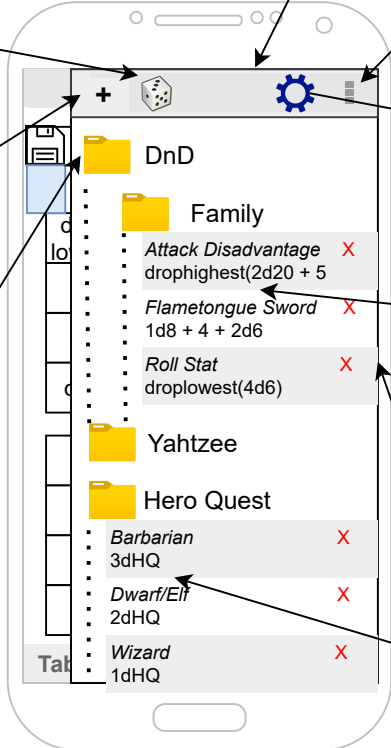 +
DnD
Family
Attack Disadvantage X
drophighest(2d20 + 5
Flametongue Sword X
1d8 + 4 + 2d6
Roll Stat X
droplowest(4d6)
Yahtzee
Hero Quest
Barbarian X
3dHQ
Dwarf/Elf X
2dHQ
Wizard X
1dHQ
Tab